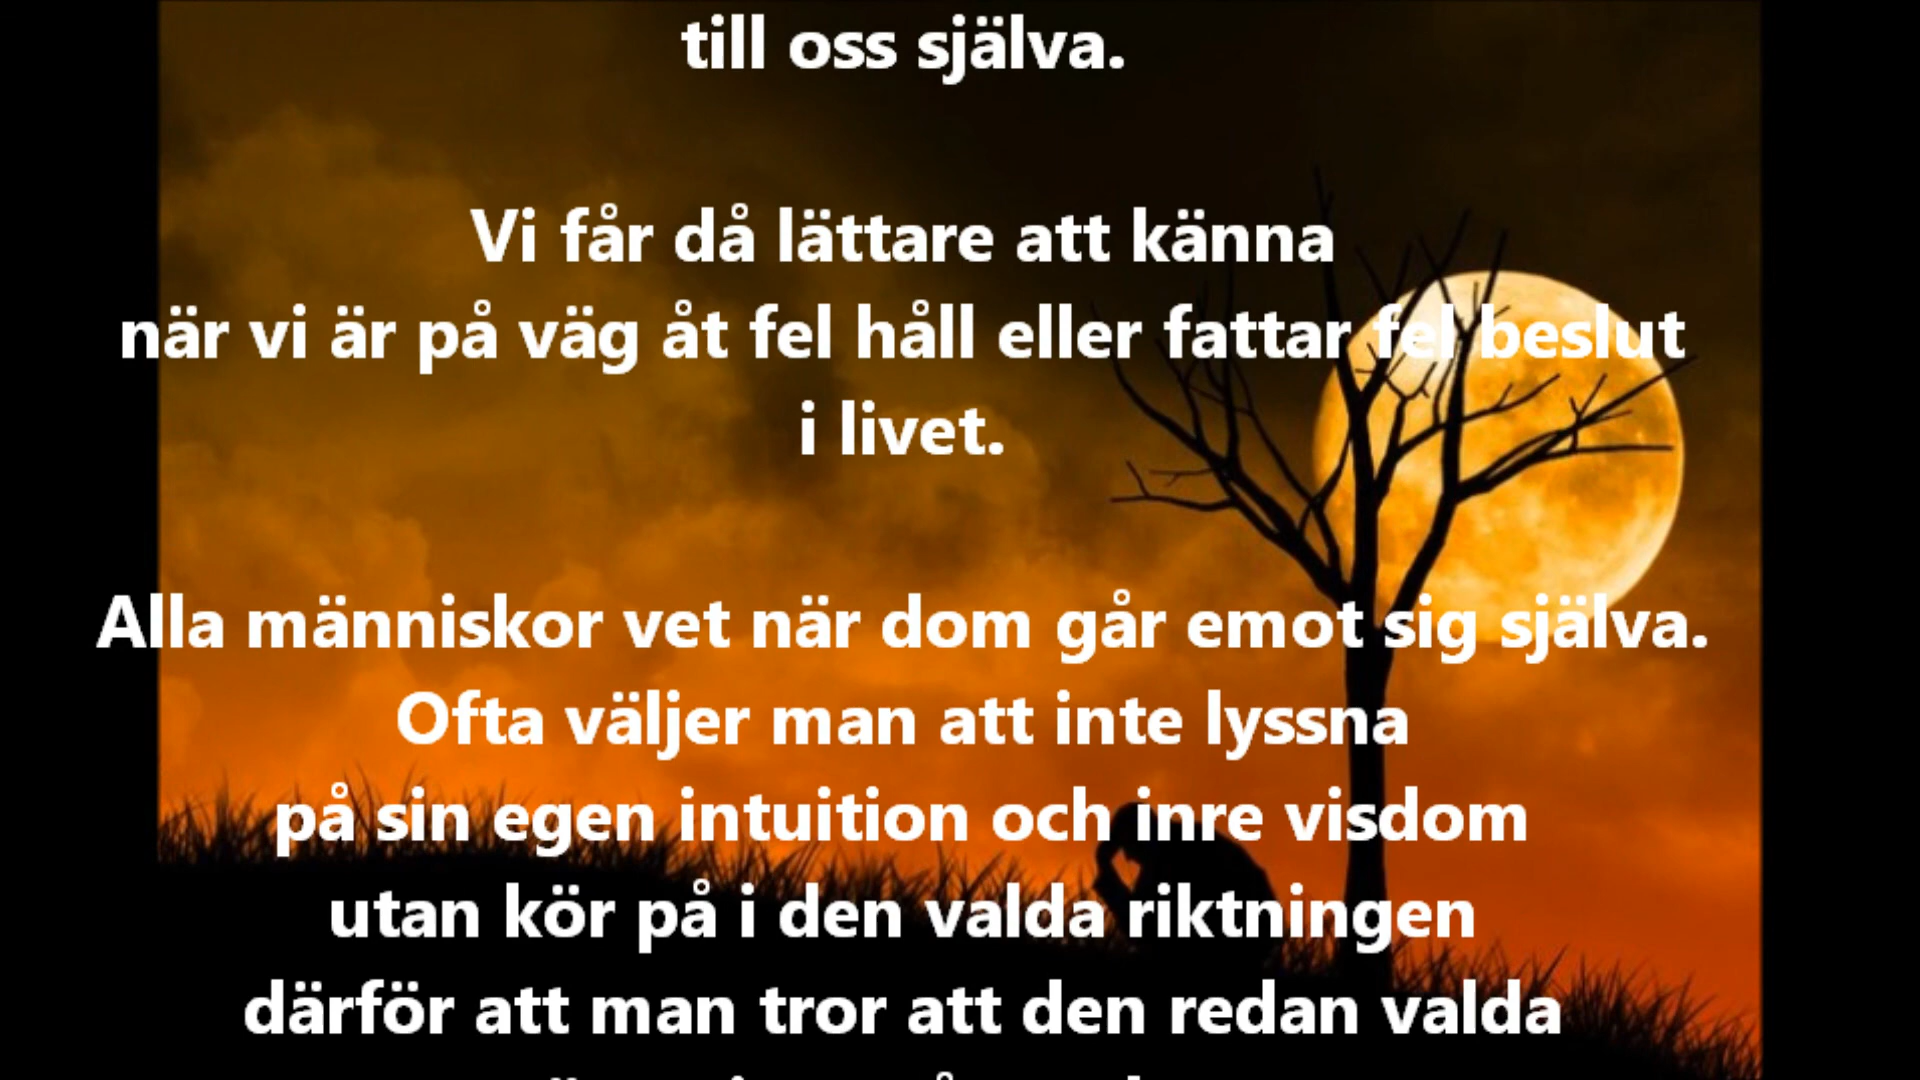 till oss själva.
Vi får då lättare att känna
när vi är på väg åt fel håll eller fattar fel beslut
i livet.
Alla människor vet när dom går emot sig själva.
Ofta väljer man att inte lyssna
på sin egen intuition och inre visdom
utan kör på i den valda riktningen
därför att man tror att den redan valda